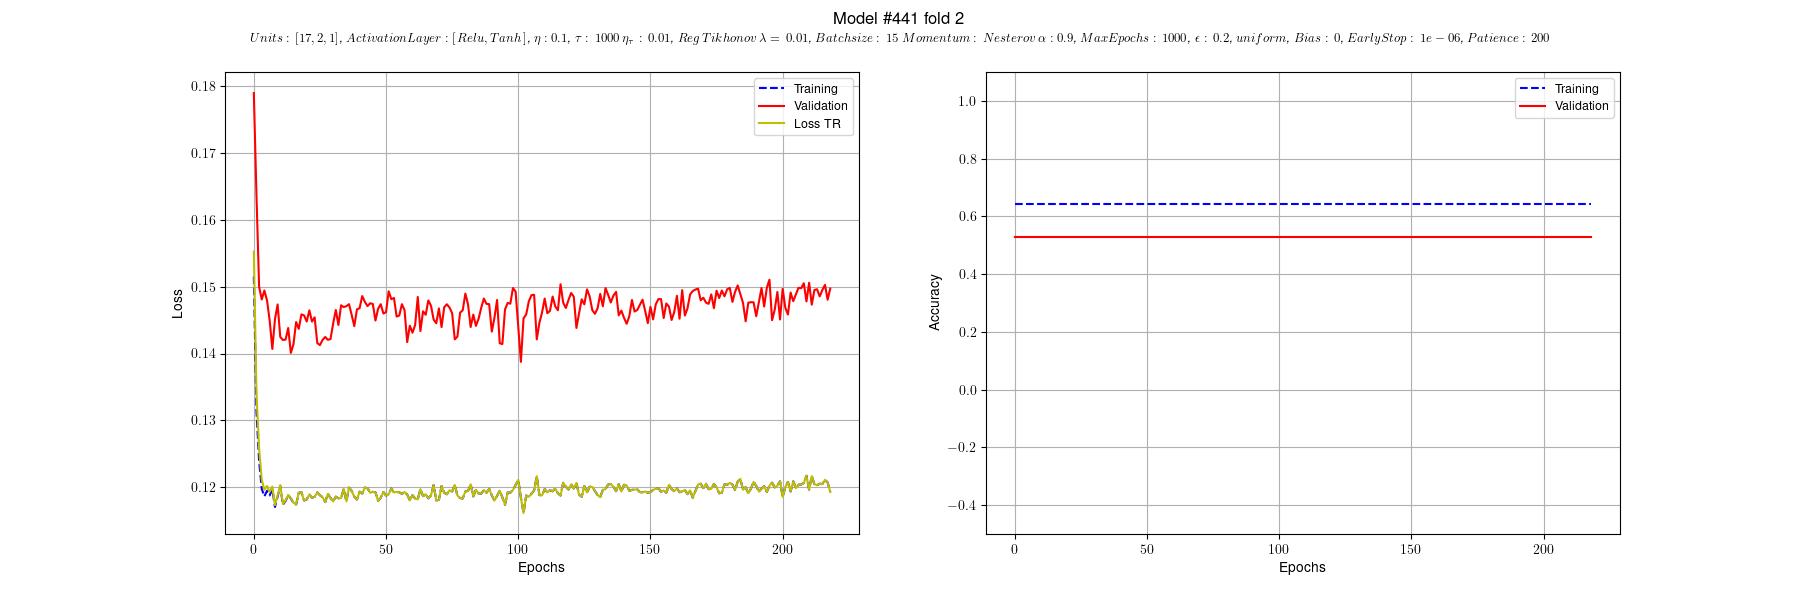 Model #441 fold 2
Units : [17, 2, 1], ActivationLayer : [Relu, Tanh], η : 0.1, τ : 1000 ητ : 0.01, Reg Tikhonov λ = 0.01, Batchsize : 15 Momentum : Nesterov α : 0.9, MaxEpochs : 1000, ϵ : 0.2, uniform, Bias : 0, EarlyStop : 1e − 06, Patience : 200
0.18
0.17
0.16
0.15
0.14
0.13
0.12
Loss
0 50 100 150 200
Epochs
Training
Validation
Loss TR
1.0
0.8
0.6
0.4
0.2
0.0
−0.2
−0.4
Accuracy
0 50 100 150 200
Epochs
Training
Validation